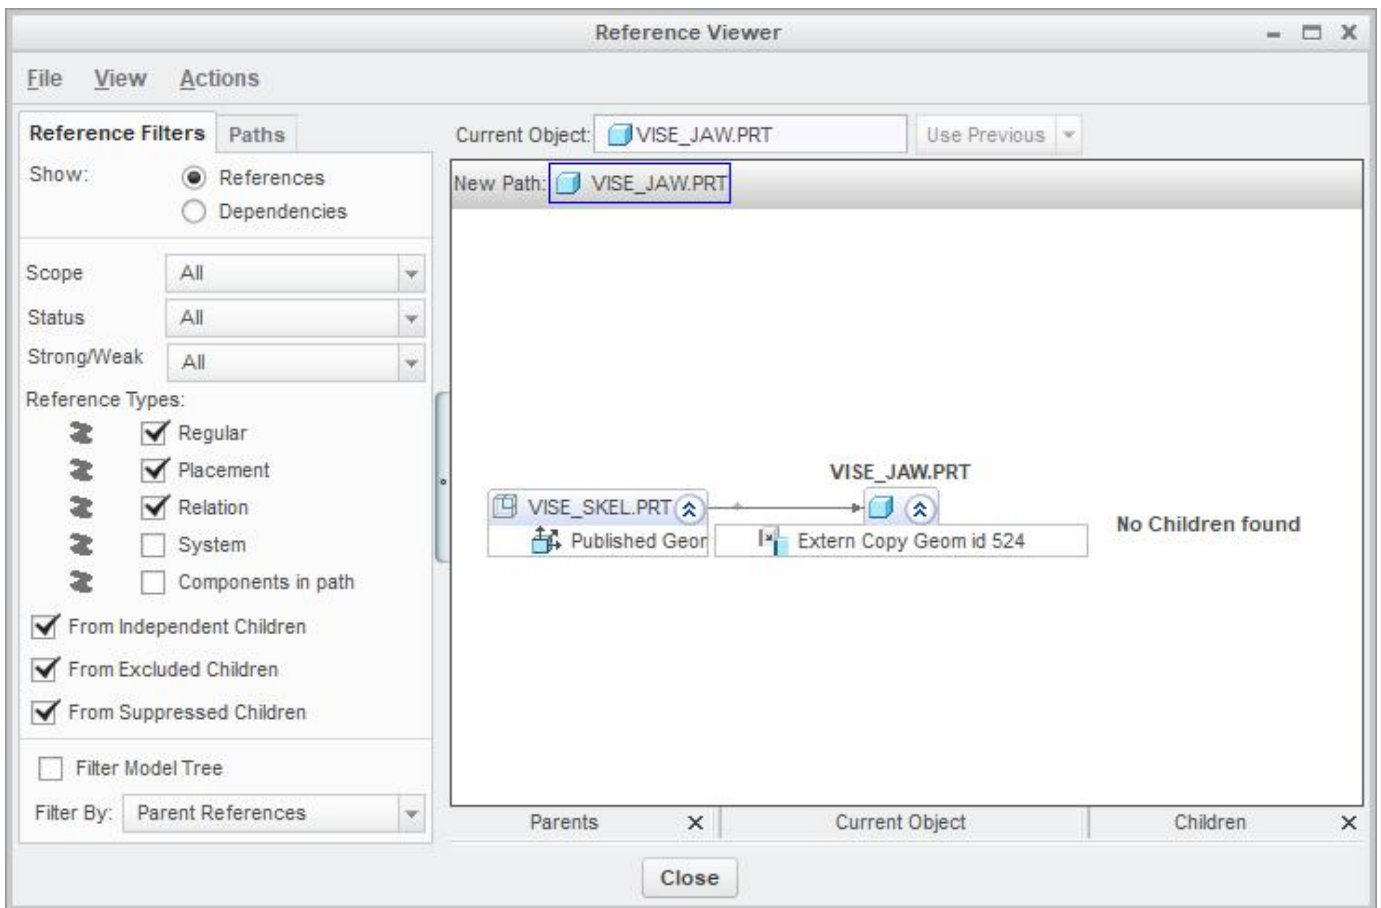 Reference Viewer
File View Actions
Reference Filters Paths
Current Object: VISE_JAW.PRT Use Previous
Show: References
Dependencies
New Path: VISE_JAW.PRT
Scope All
Status All
Strong/Weak All
Reference Types:
Regular
Placement
Relation
System
Components in path
From Independent Children
From Excluded Children
From Suppressed Children
Filter Model Tree
Filter By: Parent References
VISE_JAW.PRT
VISE_SKEL.PRT
Published Geor
Extern Copy Geom id 524
No Children found
Parents Current Object Children
Close